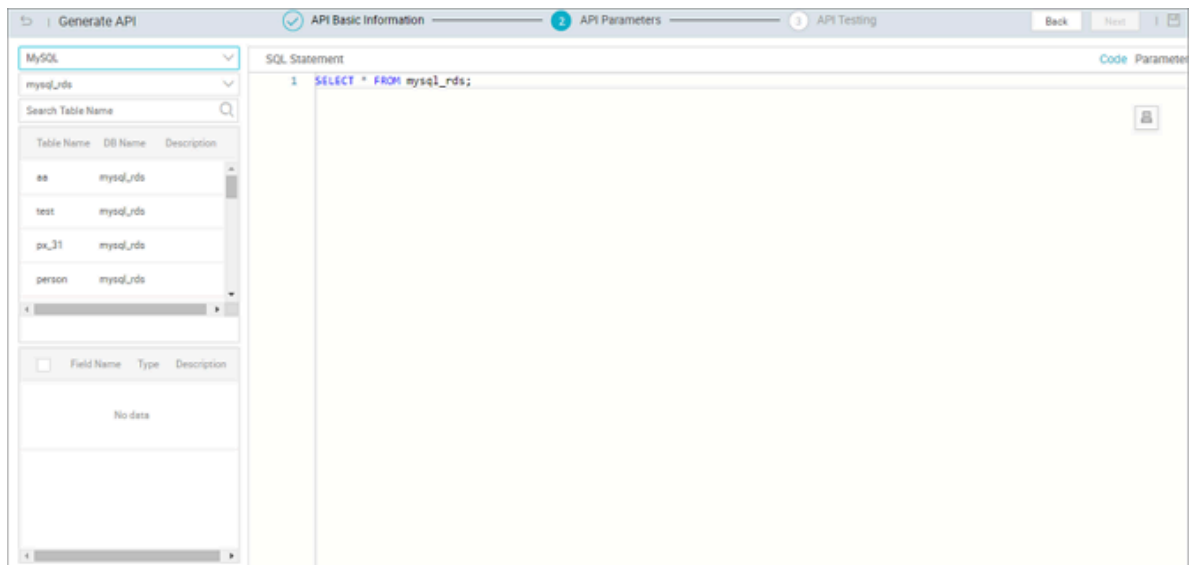 Generate API
API Basic Information
2 API Parameters
3 API Testing
Back
Next
MySQL
mysql_rds
Search Table Name
Table Name DB Name Description
aa mysql_rds
test mysql_rds
px_31 mysql_rds
person mysql_rds
Field Name Type Description
No data
SQL Statement
Code Parameter
1 SELECT * FROM mysql_rds;